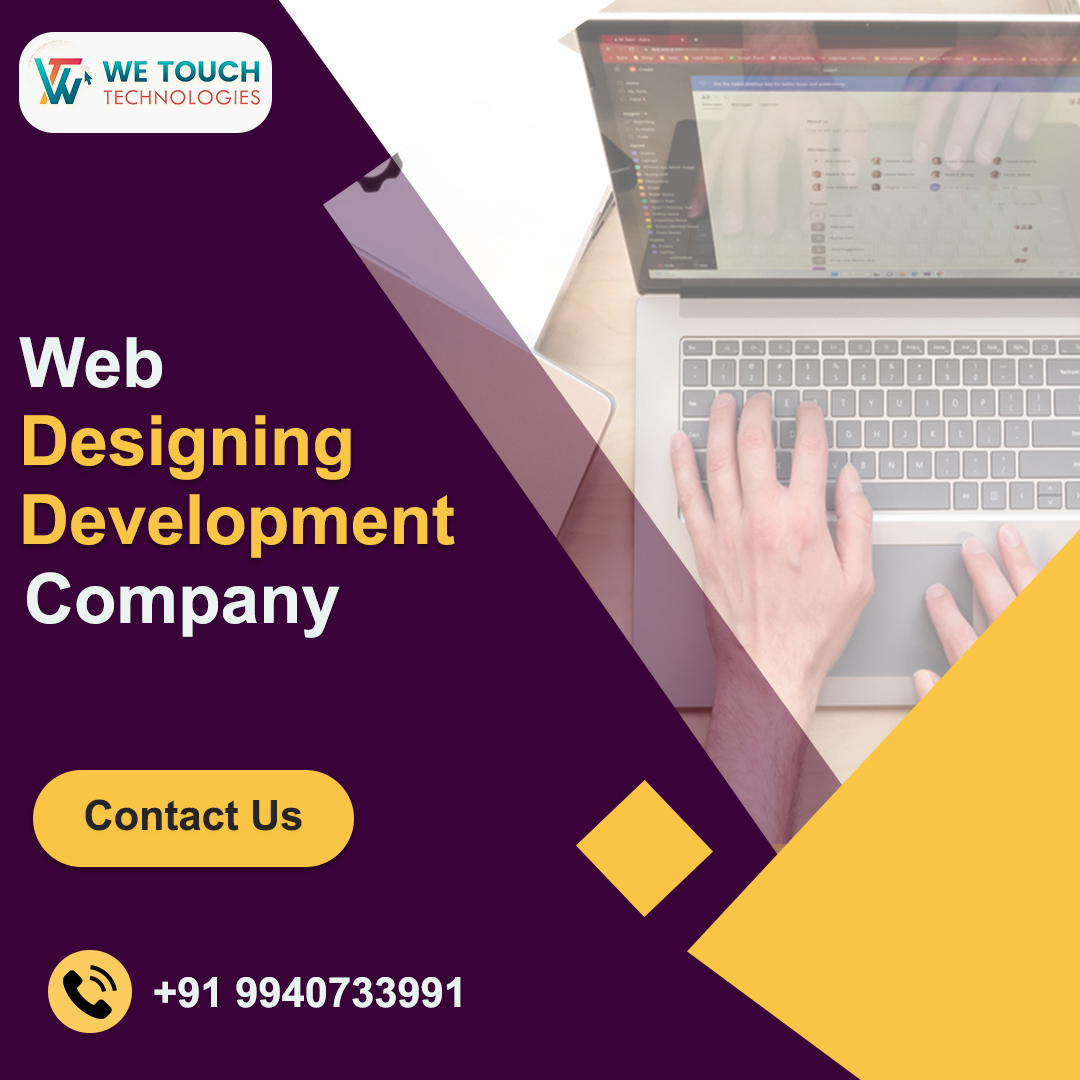 WE TOUCH
TECHNOLOGIES
Web
Designing
Development
Company
Contact Us
+91 9940733991